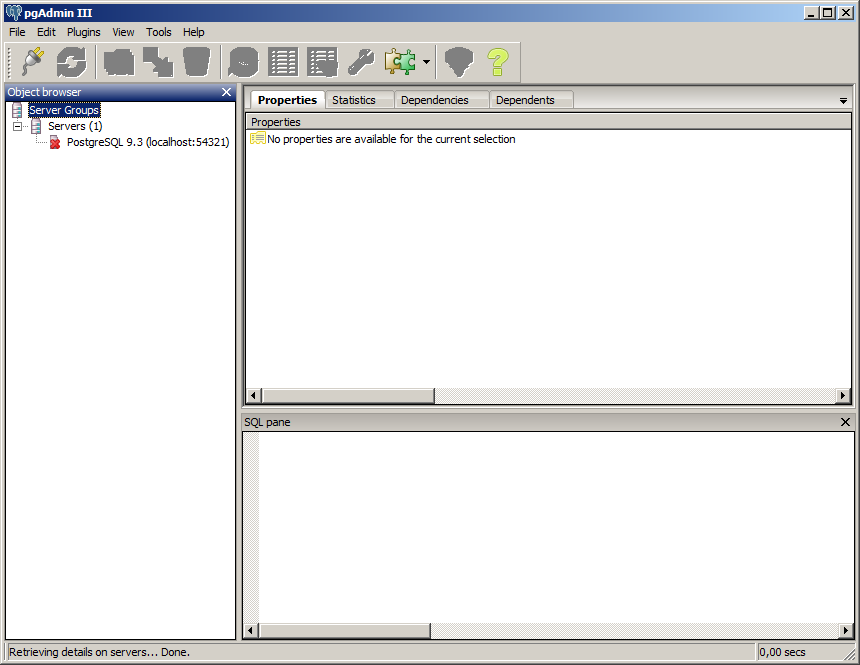 pgAdmin III
File Edit Plugins View Tools Help
Object browser
Server Groups
Servers (1)
PostgreSQL 9.3 (localhost:54321)
Properties Statistics Dependencies Dependents
Properties
No properties are available for the current selection
SQL pane
Retrieving details on servers... Done.
0,00 secs